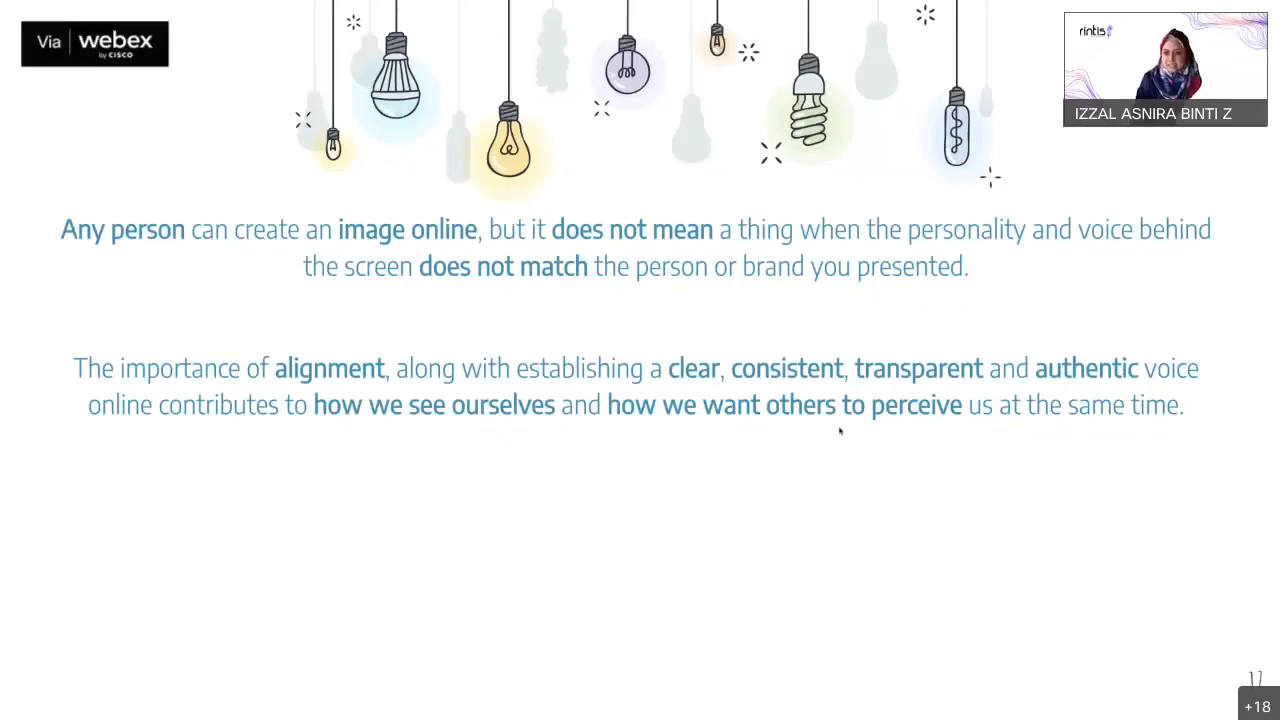 Via webex
by CISCO
rintis
IZZAL ASNIRA BINTI Z
Any person can create an image online, but it does not mean a thing when the personality and voice behind
the screen does not match the person or brand you presented.
The importance of alignment, along with establishing a clear, consistent, transparent and authentic voice
online contributes to how we see ourselves and how we want others to perceive us at the same time.
+18